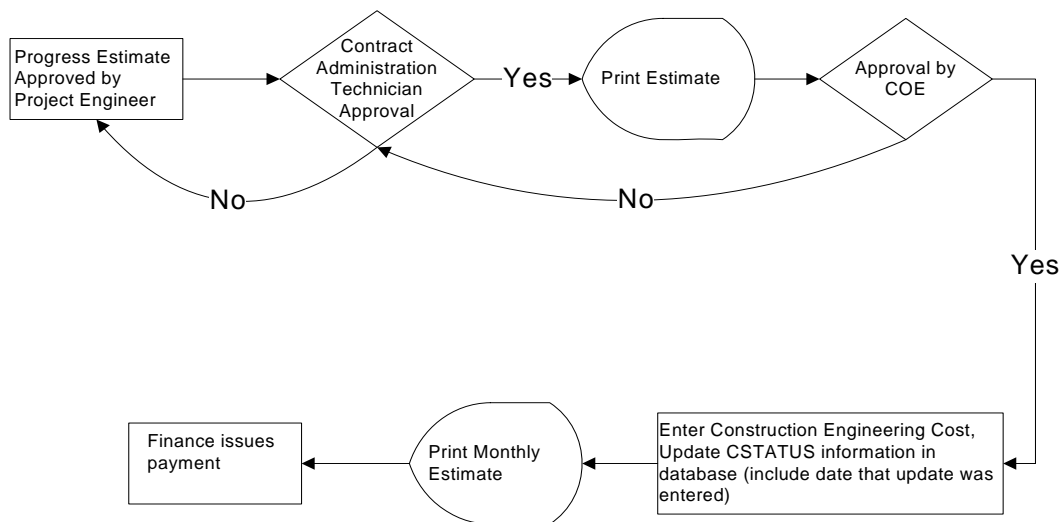 Progress Estimate
Approved by
Project Engineer
Contract
Administration
Technician
Approval
Yes
Print Estimate
Approval by
COE
No
No
Yes
Finance issues
payment
Print Monthly
Estimate
Enter Construction Engineering Cost,
Update CSTATUS information in
database (include date that update was
entered)